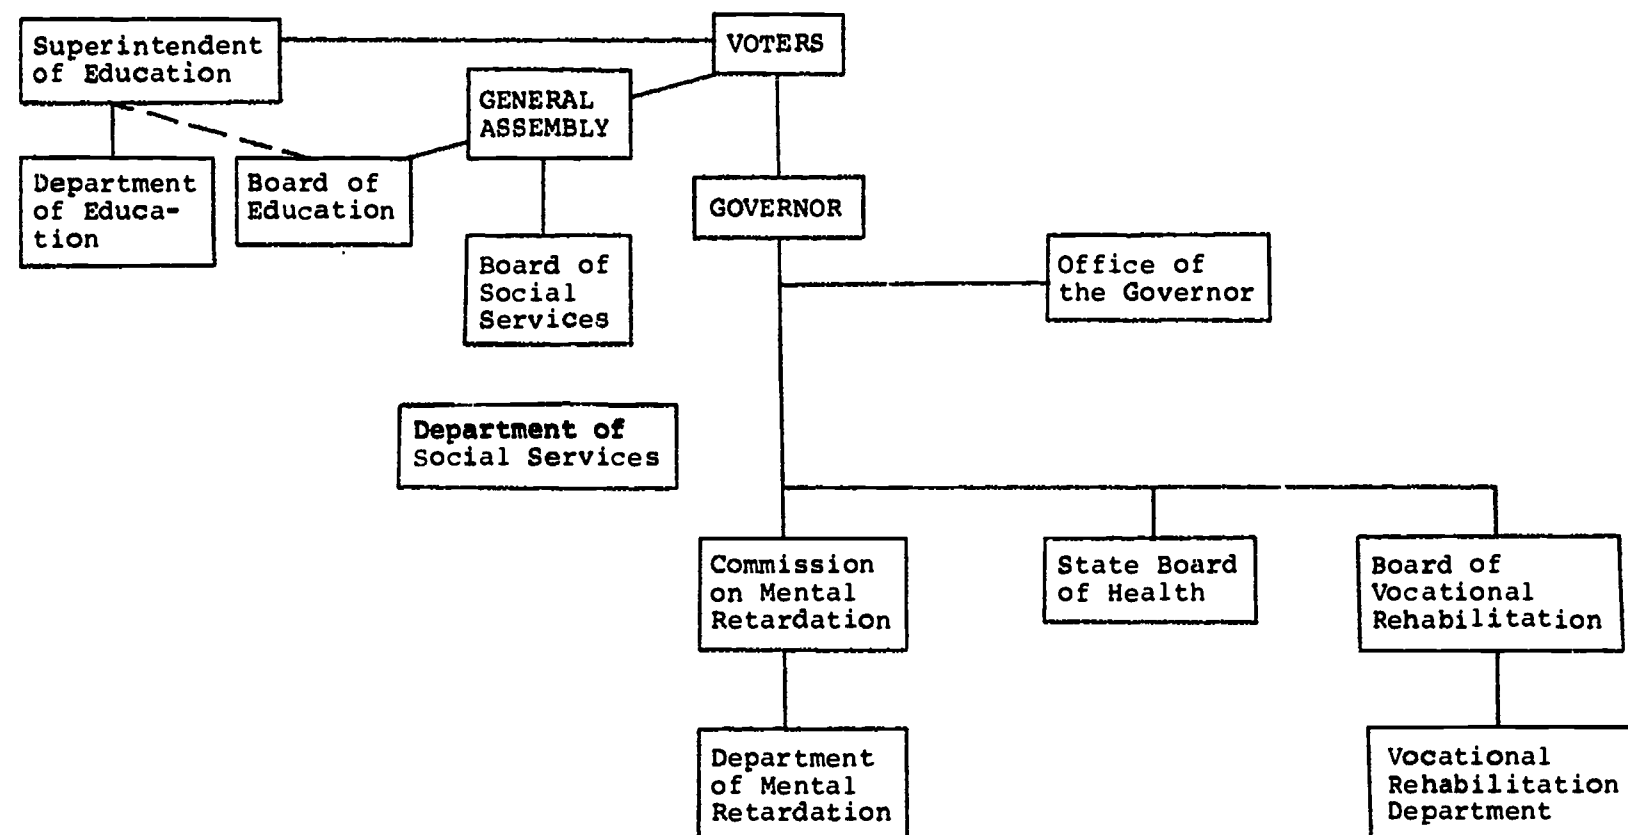 Superintendent
of Education
VOTERS
GENERAL
ASSEMBLY
Department
of Educa-
tion
Board of
Education
GOVERNOR
Board of
Social
Services
Office of
the Governor
Department of
Social Services
Commission
on Mental
Retardation
State Board
of Health
Board of
Vocational
Rehabilitation
Department
of Mental
Retardation
Vocational
Rehabilitation
Department